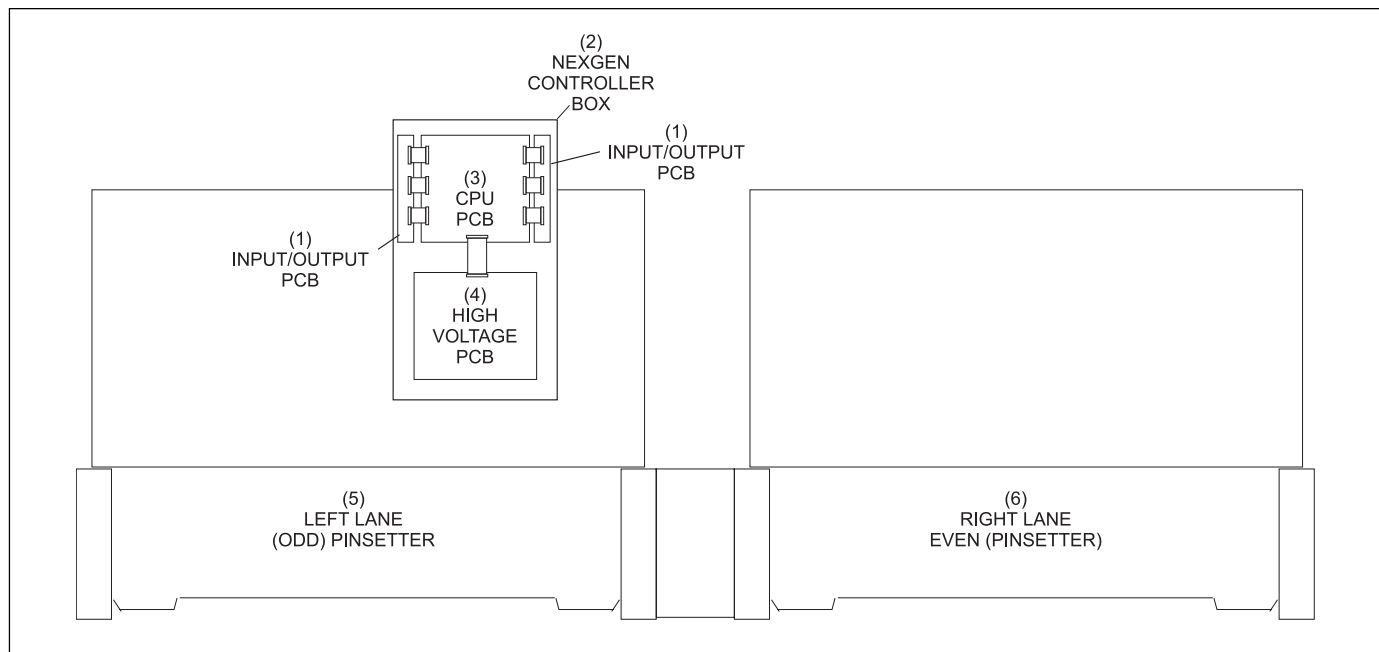 (2)
NEXGEN
CONTROLLER
BOX
(1)
INPUT/OUTPUT
PCB
(3)
CPU
PCB
(1)
INPUT/OUTPUT
PCB
(4)
HIGH
VOLTAGE
PCB
(5)
LEFT LANE
(ODD) PINSETTER
(6)
RIGHT LANE
EVEN (PINSETTER)